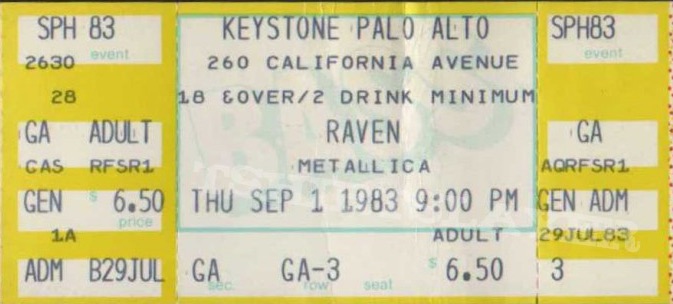 SPH 83 KEYSTONE PALO ALTO SPH83
event event
2630 260 CALIFORNIA AVENUE
28 18 &OVER/2 DRINK MINIMUM
GA ADULT RAVEN GA
CAS RFSR1 METALLICA AQRFSR1
GEN $ 6.50 THU SEP 1 1983 9:00 PM GEN ADM
price
1A ADULT 29JUL83
ADM B29JUL GA GA-3 $ 6.50 3
sec. row seat